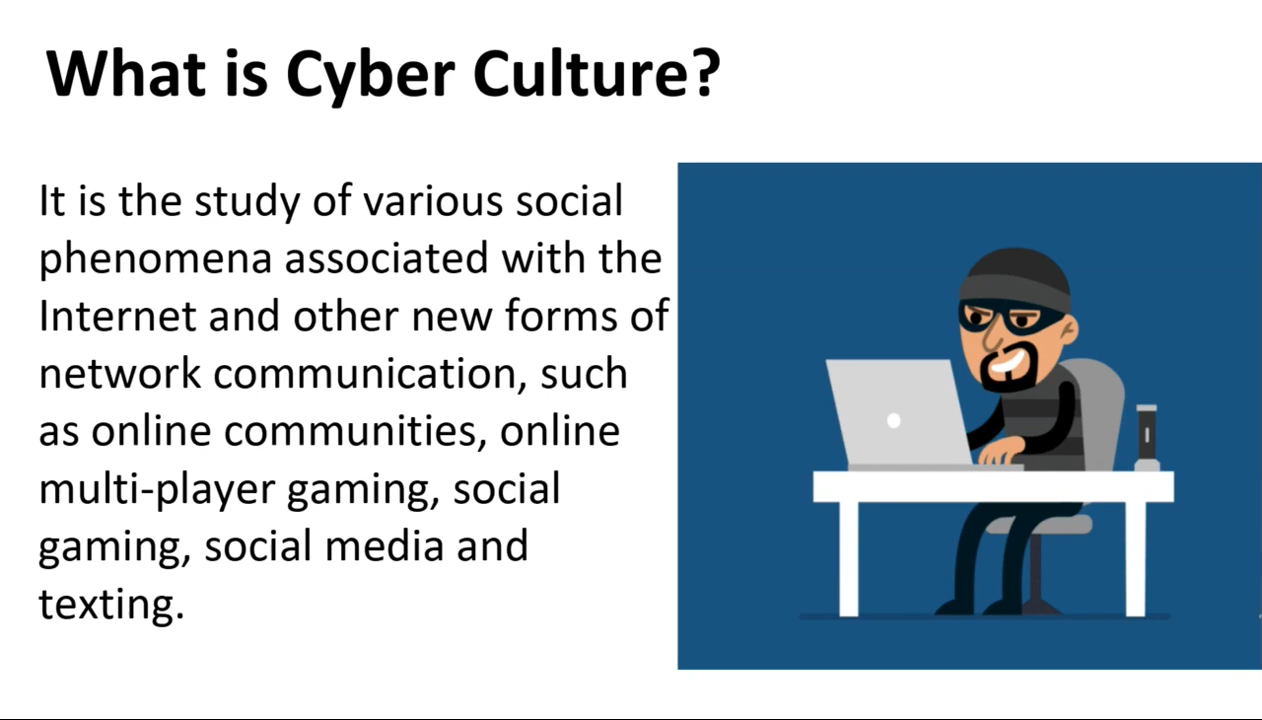 What is Cyber Culture?
It is the study of various social
phenomena associated with the
Internet and other new forms of
network communication, such
as online communities, online
multi-player gaming, social
gaming, social media and
texting.